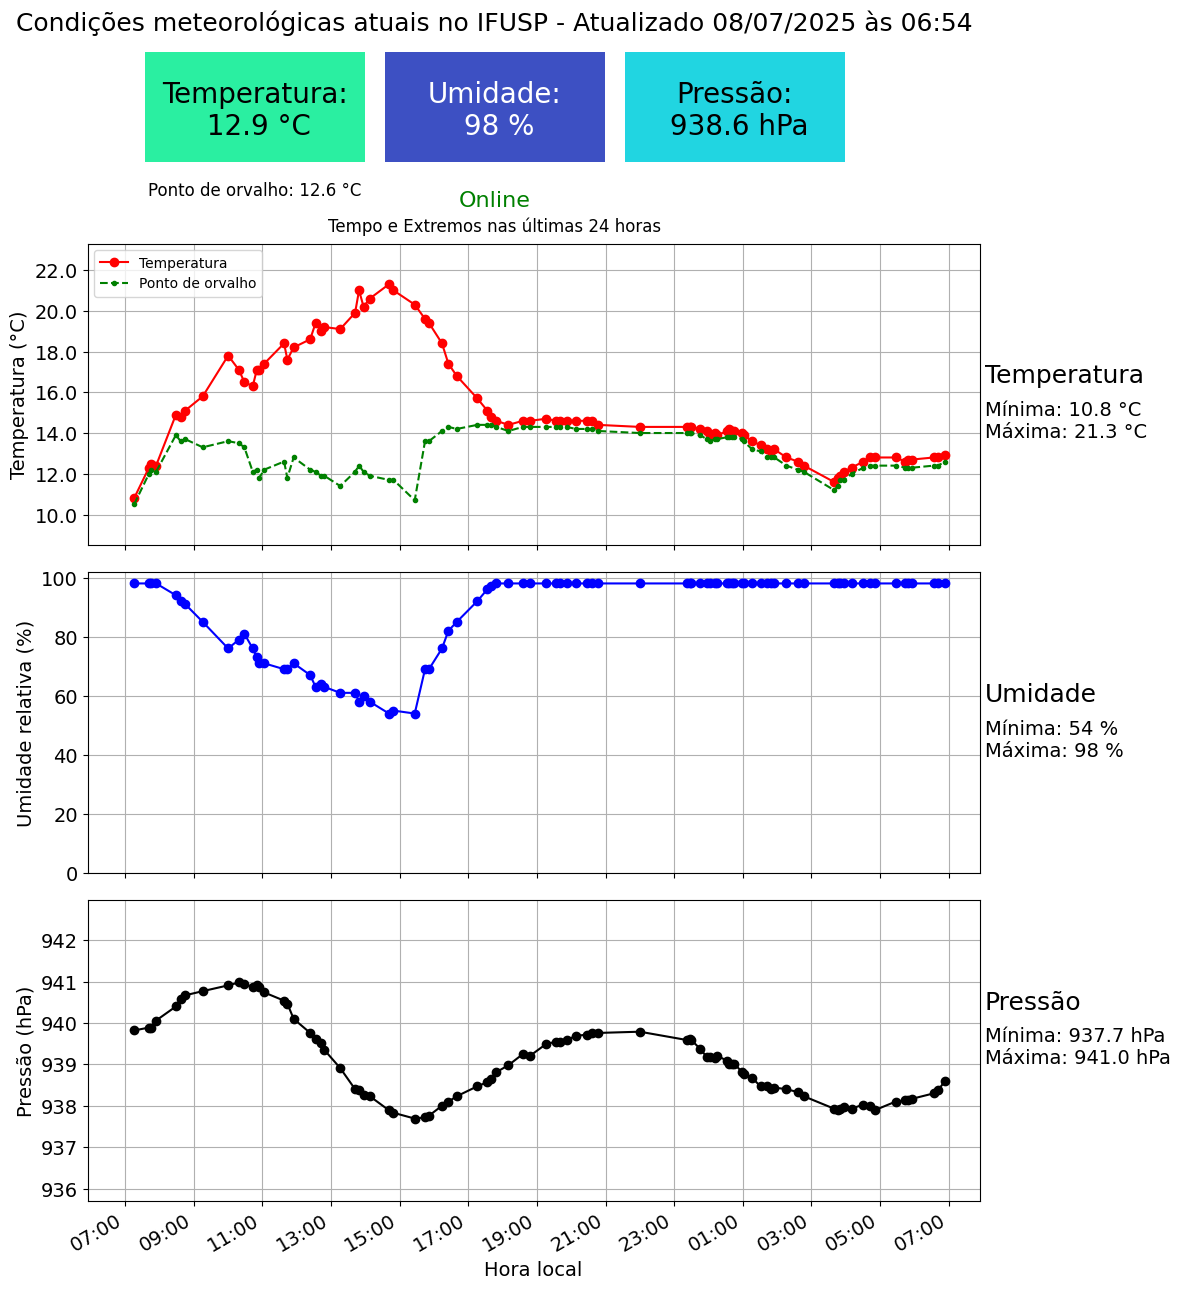 Condições meteorológicas atuais no IFUSP - Atualizado 08/07/2025 às 06:54
Temperatura:
12.9 °C
Umidade:
98 %
Pressão:
938.6 hPa
Ponto de orvalho: 12.6 °C
Online
Tempo e Extremos nas últimas 24 horas
Temperatura
Ponto de orvalho
Temperatura (°C)
22.0
20.0
18.0
16.0
14.0
12.0
10.0
Temperatura
Mínima: 10.8 °C
Máxima: 21.3 °C
Umidade relativa (%)
100
80
60
40
20
0
Umidade
Mínima: 54 %
Máxima: 98 %
Pressão (hPa)
942
941
940
939
938
937
936
Pressão
Mínima: 937.7 hPa
Máxima: 941.0 hPa
07:00
09:00
11:00
13:00
15:00
17:00
19:00
21:00
23:00
01:00
03:00
05:00
07:00
Hora local